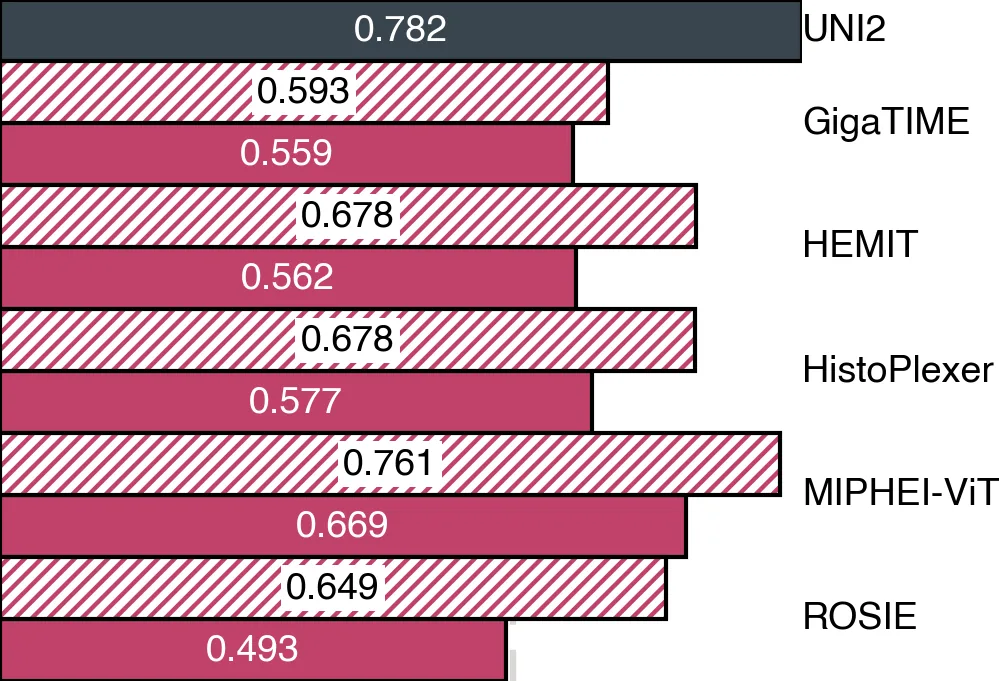 0.782 UNI2
0.593
GigaTIME
0.559
0.678
HEMIT
0.562
0.678
HistoPlexer
0.577
0.761
MIPHEI-ViT
0.669
0.649
ROSIE
0.493